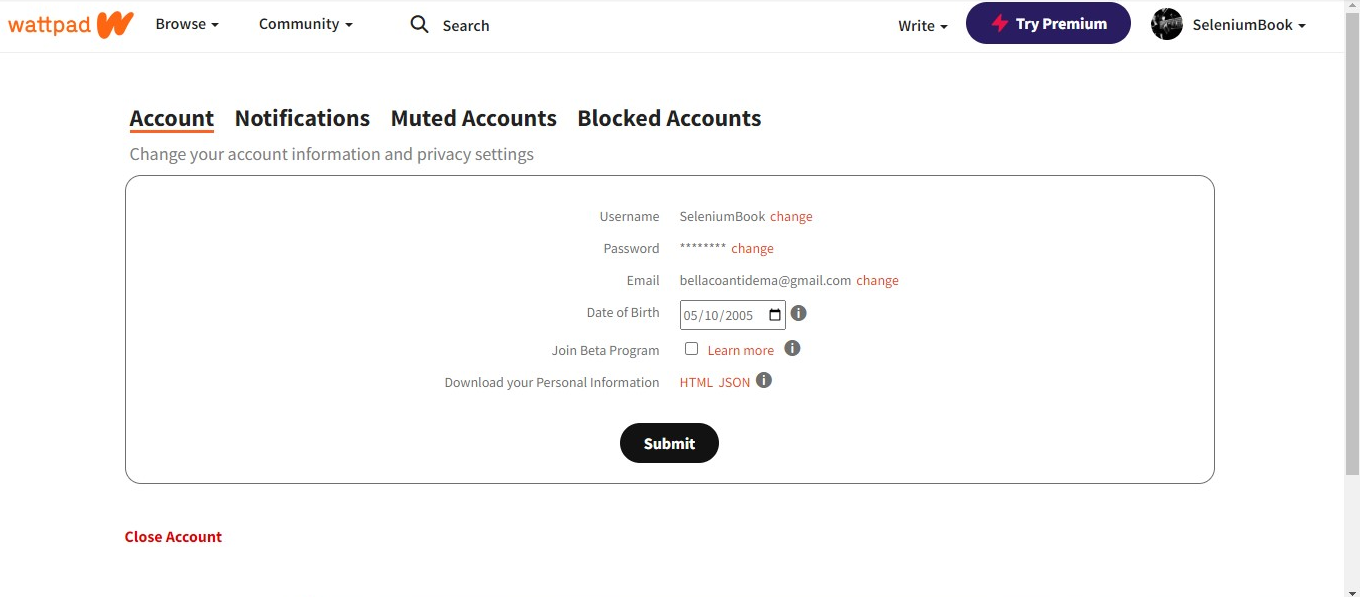 wattpad Browse Community Search Write Try Premium SeleniumBook
Account Notifications Muted Accounts Blocked Accounts
Change your account information and privacy settings
Username SeleniumBook change
Password ******** change
Email bellacoantidema@gmail.com change
Date of Birth 05/10/2005
Join Beta Program Learn more
Download your Personal Information HTML JSON
Submit
Close Account